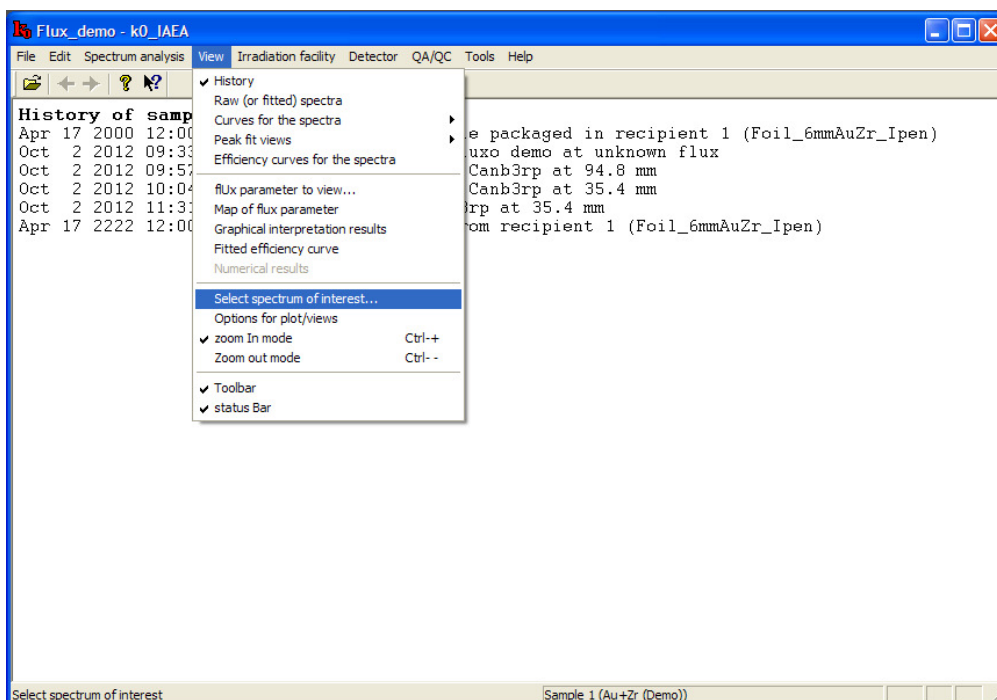 Flux_demo - k0_IAEA
File Edit Spectrum analysis View Irradiation facility Detector QA/QC Tools Help
History of samp
Apr 17 2000 12:00 e packaged in recipient 1 (Foil_6mmAuZr_Ipen)
Oct 2 2012 09:33 uxo demo at unknown flux
Oct 2 2012 09:57 Canb3rp at 94.8 mm
Oct 2 2012 10:04 Canb3rp at 35.4 mm
Oct 2 2012 11:31 3rp at 35.4 mm
Apr 17 2222 12:00 rom recipient 1 (Foil_6mmAuZr_Ipen)
History
Raw (or fitted) spectra
Curves for the spectra
Peak fit views
Efficiency curves for the spectra
flUx parameter to view...
Map of flux parameter
Graphical interpretation results
Fitted efficiency curve
Numerical results
Select spectrum of interest...
Options for plot/views
zoom In mode Ctrl-+
Zoom out mode Ctrl- -
Toolbar
status Bar
Select spectrum of interest Sample 1 (Au+Zr (Demo))